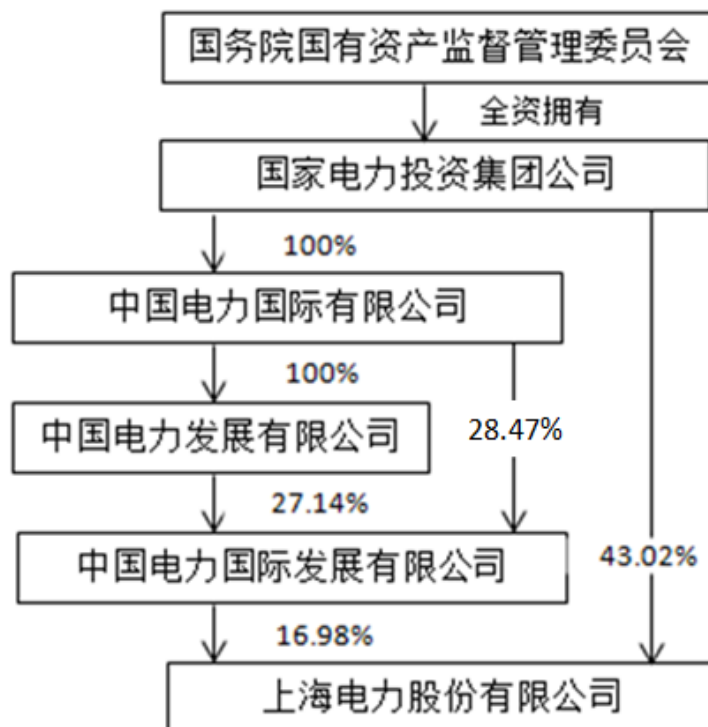 国务院国有资产监督管理委员会
全资拥有
国家电力投资集团公司
100%
中国电力国际有限公司
100%
中国电力发展有限公司
28.47%
27.14%
中国电力国际发展有限公司
43.02%
16.98%
上海电力股份有限公司